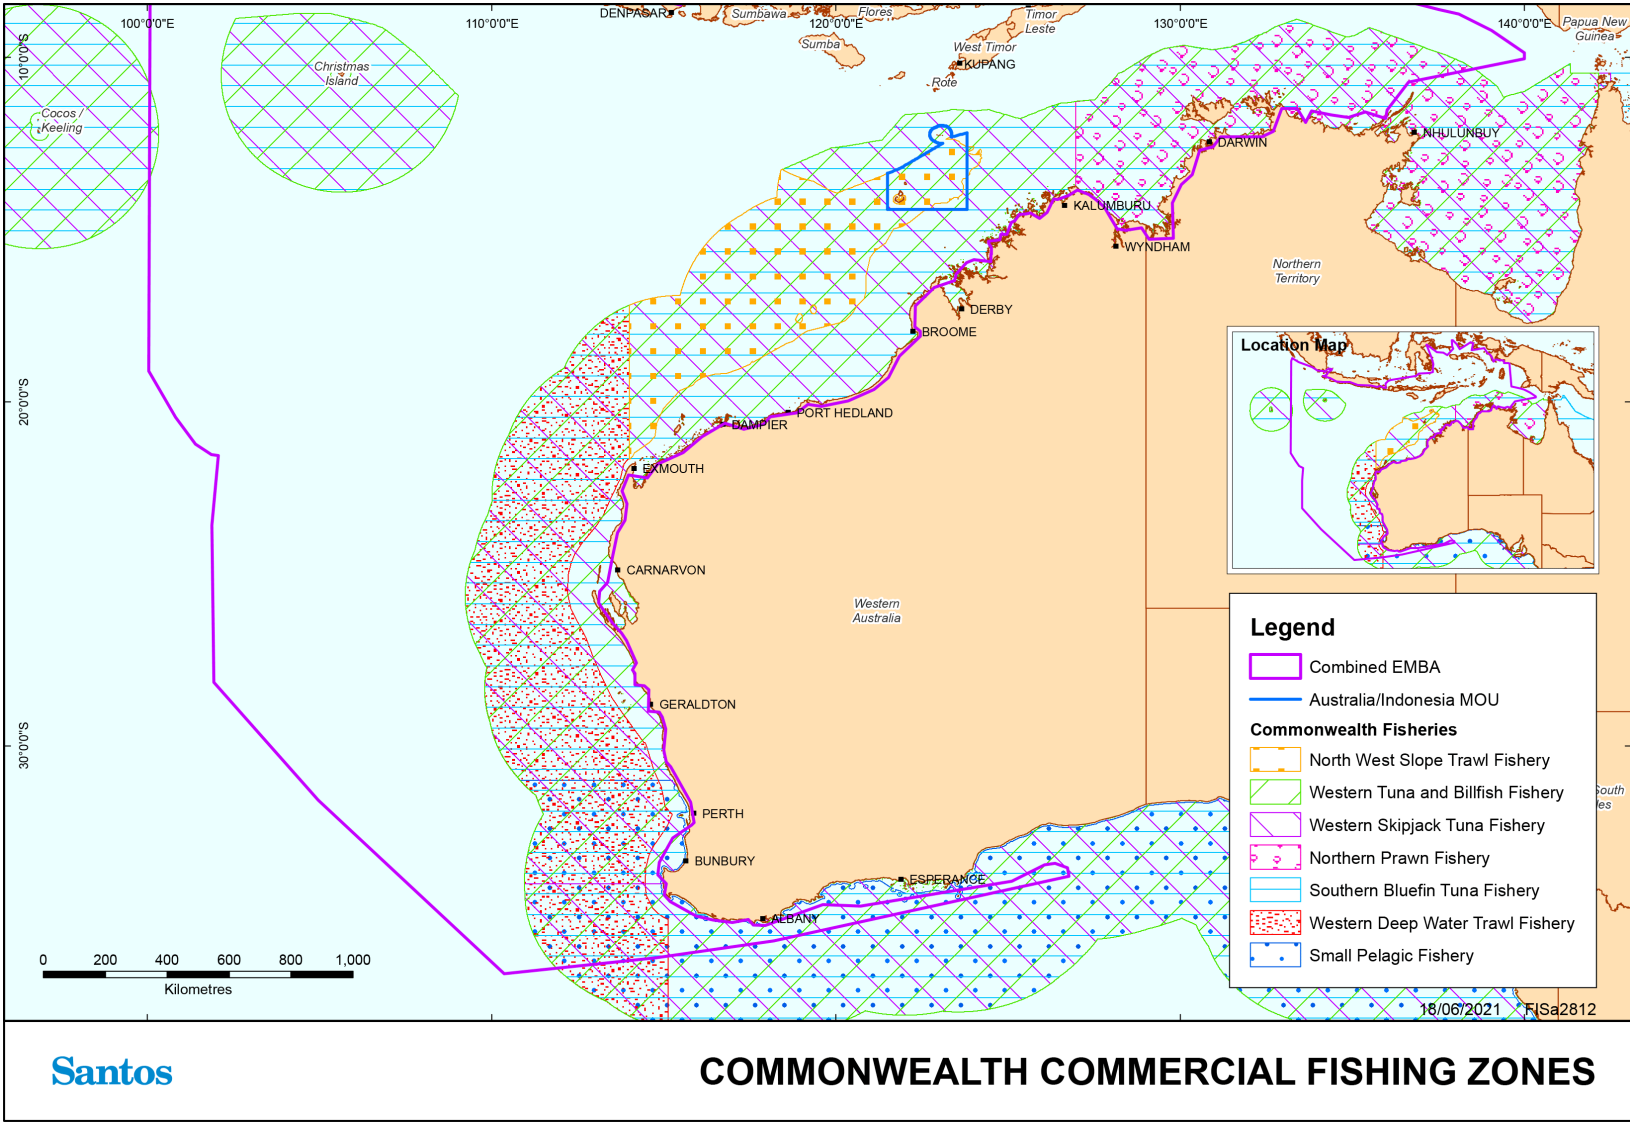 100°0'0"E
110°0'0"E
120°0'0"E
130°0'0"E
140°0'0"E
10°0'0"S
20°0'0"S
30°0'0"S
DENPASAR
Sumbawa
Flores
Timor
Leste
Papua New
Guinea
Sumba
West Timor
KUPANG
Rote
Christmas
Island
Cocos /
Keeling
NHULUNBUY
DARWIN
KALUMBURU
WYNDHAM
Northern
Territory
DERBY
BROOME
PORT HEDLAND
DAMPIER
EXMOUTH
CARNARVON
Western
Australia
GERALDTON
PERTH
BUNBURY
ESPERANCE
ALBANY
Location Map
Legend
Combined EMBA
Australia/Indonesia MOU
Commonwealth Fisheries
North West Slope Trawl Fishery
Western Tuna and Billfish Fishery
Western Skipjack Tuna Fishery
Northern Prawn Fishery
Southern Bluefin Tuna Fishery
Western Deep Water Trawl Fishery
Small Pelagic Fishery
South
les
0 200 400 600 800 1,000
Kilometres
18/06/2021 FISa2812
Santos
COMMONWEALTH COMMERCIAL FISHING ZONES